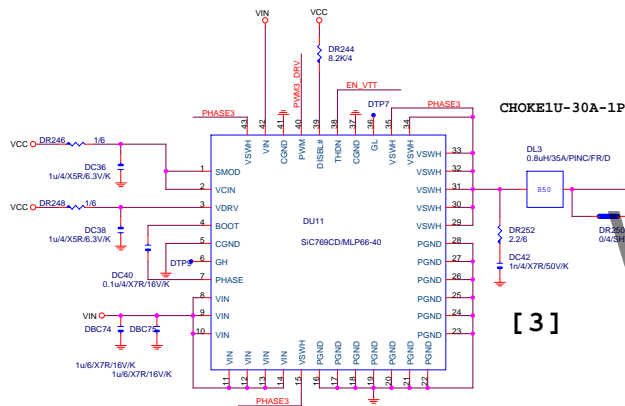 VIN
VCC
DR244
8.2K/4
PWM3_DRV
EN_VTT
DTP7
PHASE3
PHASE3
CHOKE1U-30A-1P
43
42
41
40
39
38
37
36
35
34
VSWH
VIN
CGND
PWM
DISBL#
THDN
CGND
GL
VSWH
VSWH
VCC
DR246
1/6
DC36
1u/4/X5R/6.3V/K
VCC
DR248
1/6
DC38
1u/4/X5R/6.3V/K
DC40
0.1u/4/X7R/16V/K
DTP9
VIN
DBC74
DBC75
1u/6/X7R/16V/K
1u/6/X7R/16V/K
1 SMOD
2 VCIN
3 VDRV
4 BOOT
5 CGND
6 GH
7 PHASE
8 VIN
9 VIN
10 VIN
DU11
SiC769CD/MLP66-40
VSWH 33
VSWH 32
VSWH 31
VSWH 30
VSWH 29
PGND 28
PGND 27
PGND 26
PGND 25
PGND 24
PGND 23
DL3
0.8uH/35A/PINC/FR/D
R50
DR252
2.2/6
DC42
1n/4/X7R/50V/K
DR250
0/4/SH
[3]
VIN
VIN
VIN
VIN
VSWH
PGND
PGND
PGND
PGND
PGND
PGND
PGND
11
12
13
14
15
16
17
18
19
20
21
22
PHASE3